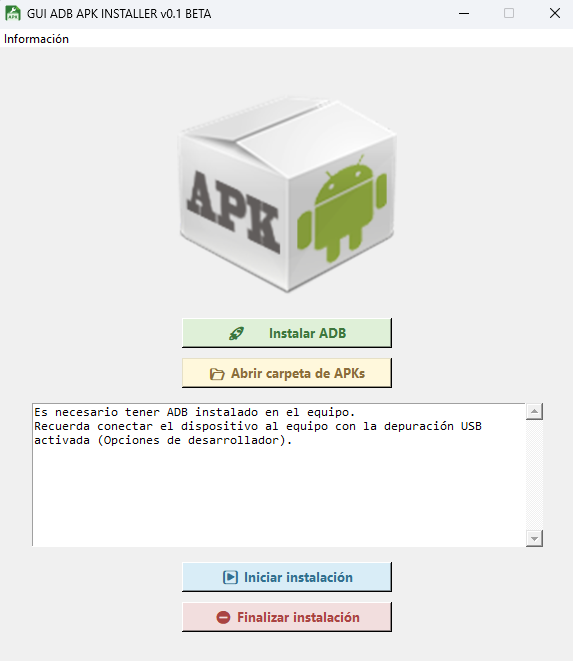 GUI ADB APK INSTALLER v0.1 BETA
Información
APK
Instalar ADB
Abrir carpeta de APKs
Es necesario tener ADB instalado en el equipo.
Recuerda conectar el dispositivo al equipo con la depuración USB
activada (Opciones de desarrollador).
Iniciar instalación
Finalizar instalación